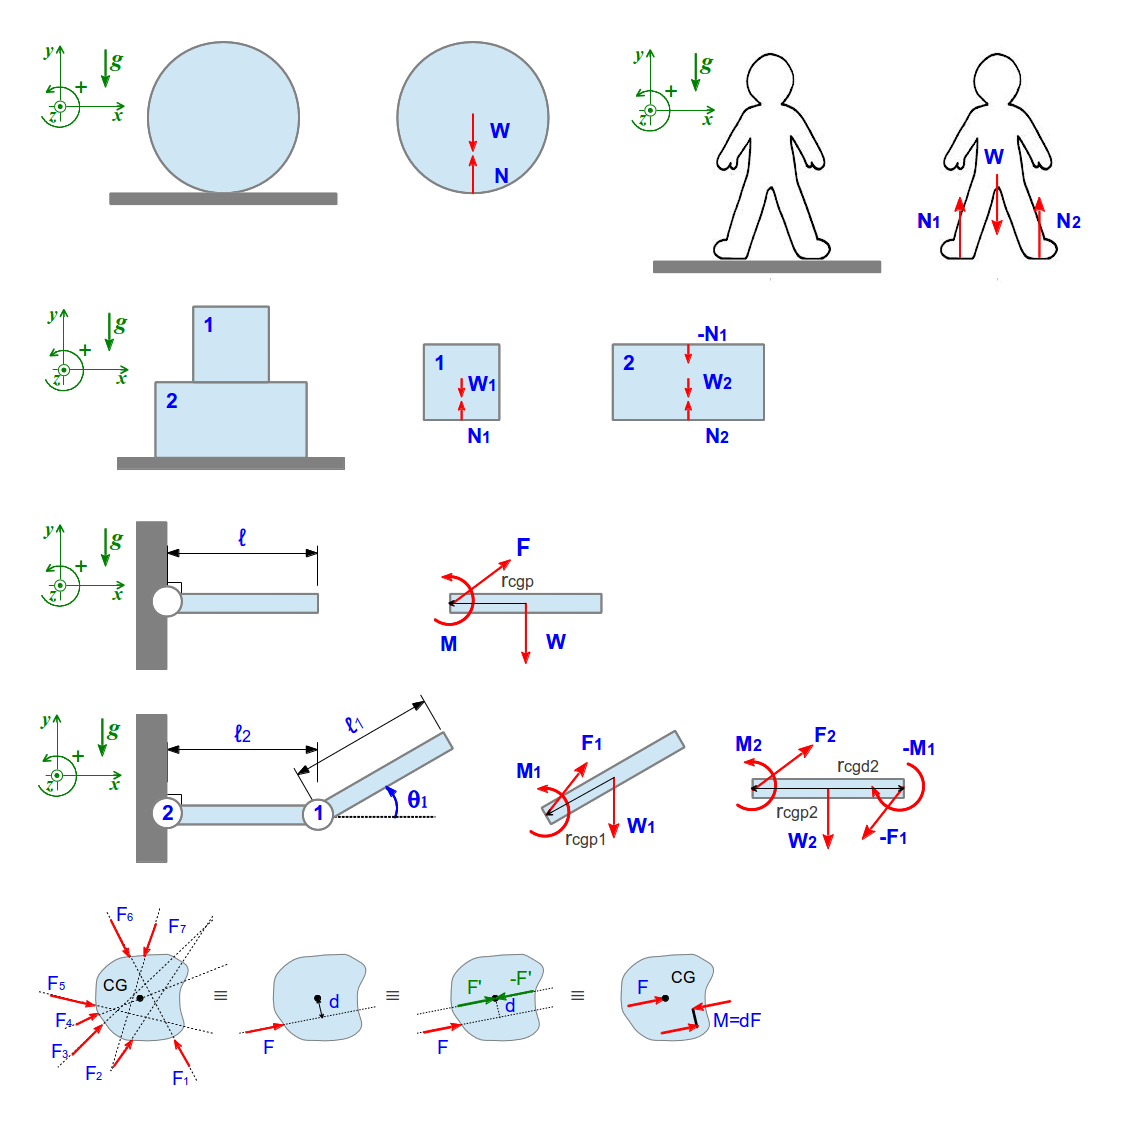 y g + z x
W
N
y g + z x
W
N1 N2
y g + z x
1
2
1
W1
N1
-N1
2
W2
N2
y g + z x
ℓ
F
rcgp
M
W
y g + z x
ℓ2
ℓ1
2
1
θ1
F1
M1
W1
rcgp1
M2
F2
-M1
rcgd2
rcgp2
W2
-F1
F6
F7
CG
F5
F4
F3
F2
F1
≡
d
F
≡
F' -F'
d
F
≡
F
CG
M=dF